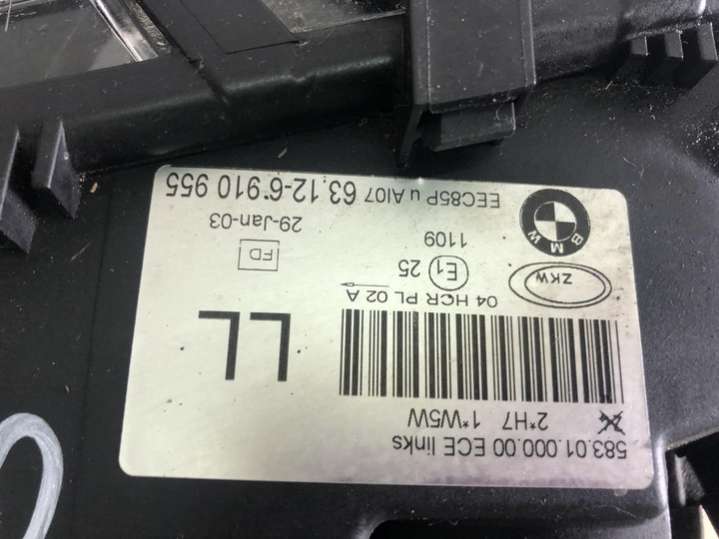 583.01.000.00 ECE links
2*H7 1*W5W
04 HCR PL 02 A
LL
ZKW
E1 25
1109
FD
29-Jan-03
BMW
EEC85P u AI07 63.12-6'910 955